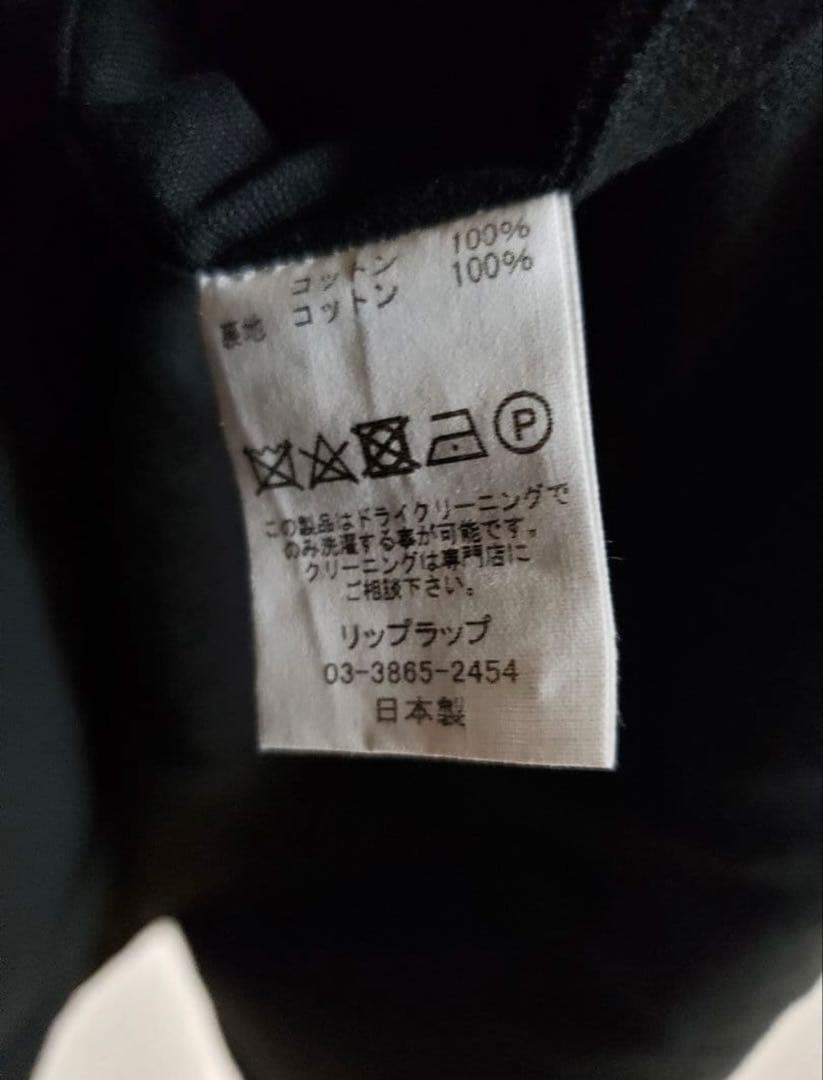 コットン 100%
裏地 コットン 100%
P
この製品はドライクリーニングで
のみ洗濯する事が可能です。
クリーニングは専門店に
ご相談下さい。
リップラップ
03-3865-2454
日本製